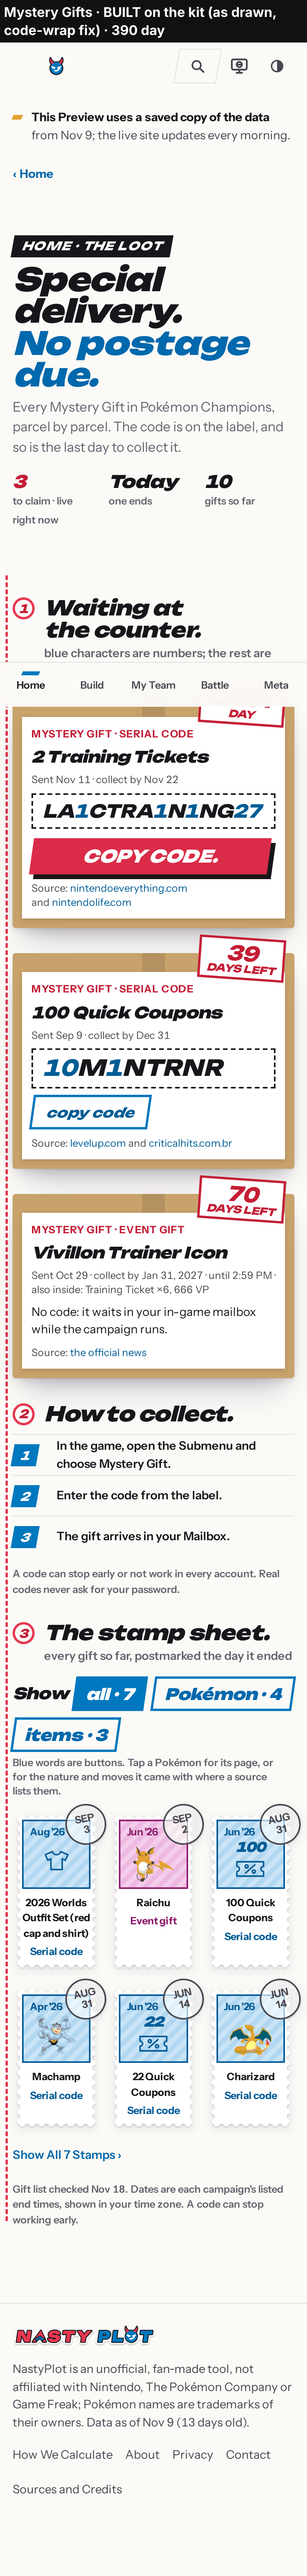 Mystery Gifts · BUILT on the kit (as drawn,
code-wrap fix) · 390 day
This Preview uses a saved copy of the data
from Nov 9; the live site updates every morning.
‹ Home
HOME · THE LOOT
Special
delivery.
No postage
due.
Every Mystery Gift in Pokémon Champions,
parcel by parcel. The code is on the label, and
so is the last day to collect it.
3
to claim · live
right now
Today
one ends
10
gifts so far
1
Waiting at
the counter.
blue characters are numbers; the rest are
Home
Build
My Team
Battle
Meta
DAY
MYSTERY GIFT · SERIAL CODE
2 Training Tickets
Sent Nov 11 · collect by Nov 22
LA1CTRA1N1NG27
COPY CODE.
Source: nintendoeverything.com
and nintendolife.com
39
DAYS LEFT
MYSTERY GIFT · SERIAL CODE
100 Quick Coupons
Sent Sep 9 · collect by Dec 31
10M1NTRNR
copy code
Source: levelup.com and criticalhits.com.br
70
DAYS LEFT
MYSTERY GIFT · EVENT GIFT
Vivillon Trainer Icon
Sent Oct 29 · collect by Jan 31, 2027 · until 2:59 PM ·
also inside: Training Ticket ×6, 666 VP
No code: it waits in your in-game mailbox
while the campaign runs.
Source: the official news
2
How to collect.
1
In the game, open the Submenu and
choose Mystery Gift.
2
Enter the code from the label.
3
The gift arrives in your Mailbox.
A code can stop early or not work in every account. Real
codes never ask for your password.
3
The stamp sheet.
every gift so far, postmarked the day it ended
Show
all · 7
Pokémon · 4
items · 3
Blue words are buttons. Tap a Pokémon for its page, or
for the nature and moves it came with where a source
lists them.
Aug '26
SEP
3
2026 Worlds
Outfit Set (red
cap and shirt)
Serial code
Jun '26
SEP
2
Raichu
Event gift
Jun '26
AUG
31
100
100 Quick
Coupons
Serial code
Apr '26
AUG
31
Machamp
Serial code
Jun '26
JUN
14
22
22 Quick
Coupons
Serial code
Jun '26
JUN
14
Charizard
Serial code
Show All 7 Stamps ›
Gift list checked Nov 18. Dates are each campaign's listed
end times, shown in your time zone. A code can stop
working early.
NASTY PLOT
NastyPlot is an unofficial, fan-made tool, not
affiliated with Nintendo, The Pokémon Company or
Game Freak; Pokémon names are trademarks of
their owners. Data as of Nov 9 (13 days old).
How We Calculate
About
Privacy
Contact
Sources and Credits